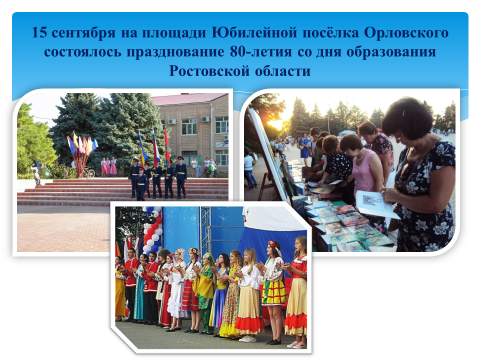 15 сентября на площади Юбилейной посёлка Орловского
состоялось празднование 80-летия со дня образования
Ростовской области